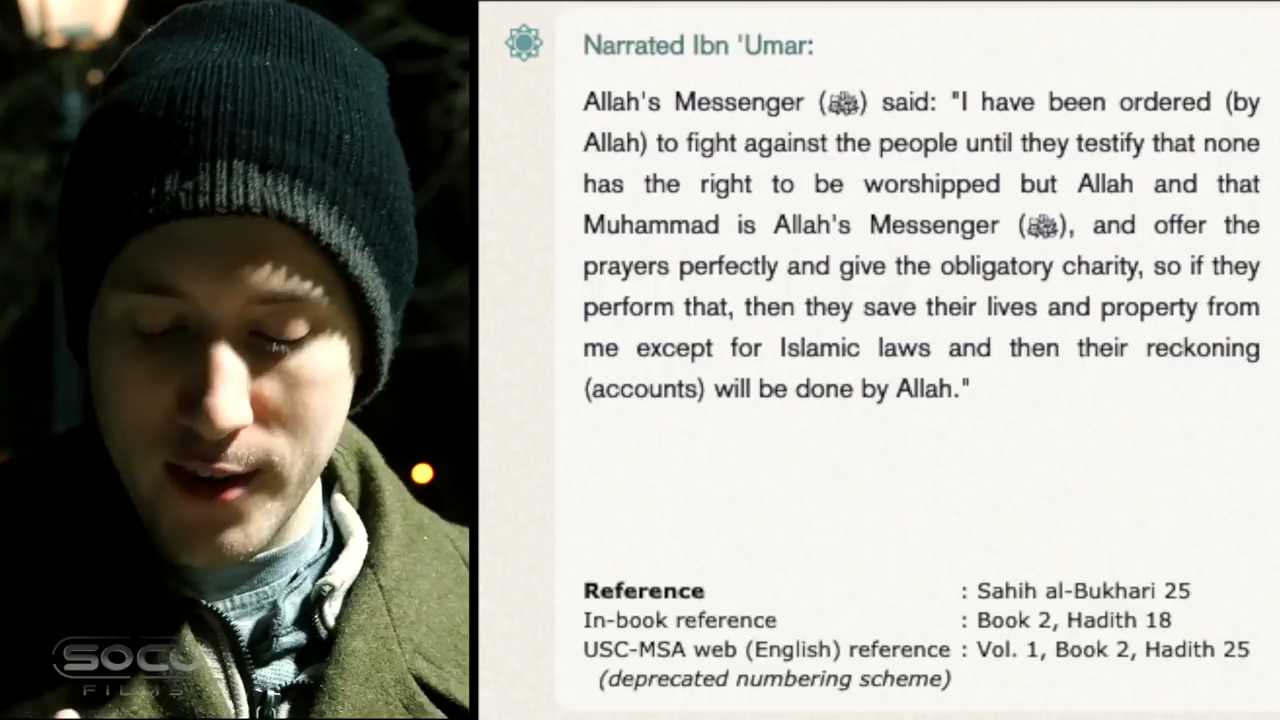 Narrated Ibn 'Umar:
Allah's Messenger (ﷺ) said: "I have been ordered (by
Allah) to fight against the people until they testify that none
has the right to be worshipped but Allah and that
Muhammad is Allah's Messenger (ﷺ), and offer the
prayers perfectly and give the obligatory charity, so if they
perform that, then they save their lives and property from
me except for Islamic laws and then their reckoning
(accounts) will be done by Allah."
Reference : Sahih al-Bukhari 25
In-book reference : Book 2, Hadith 18
USC-MSA web (English) reference : Vol. 1, Book 2, Hadith 25
(deprecated numbering scheme)
SOCO
FILMS